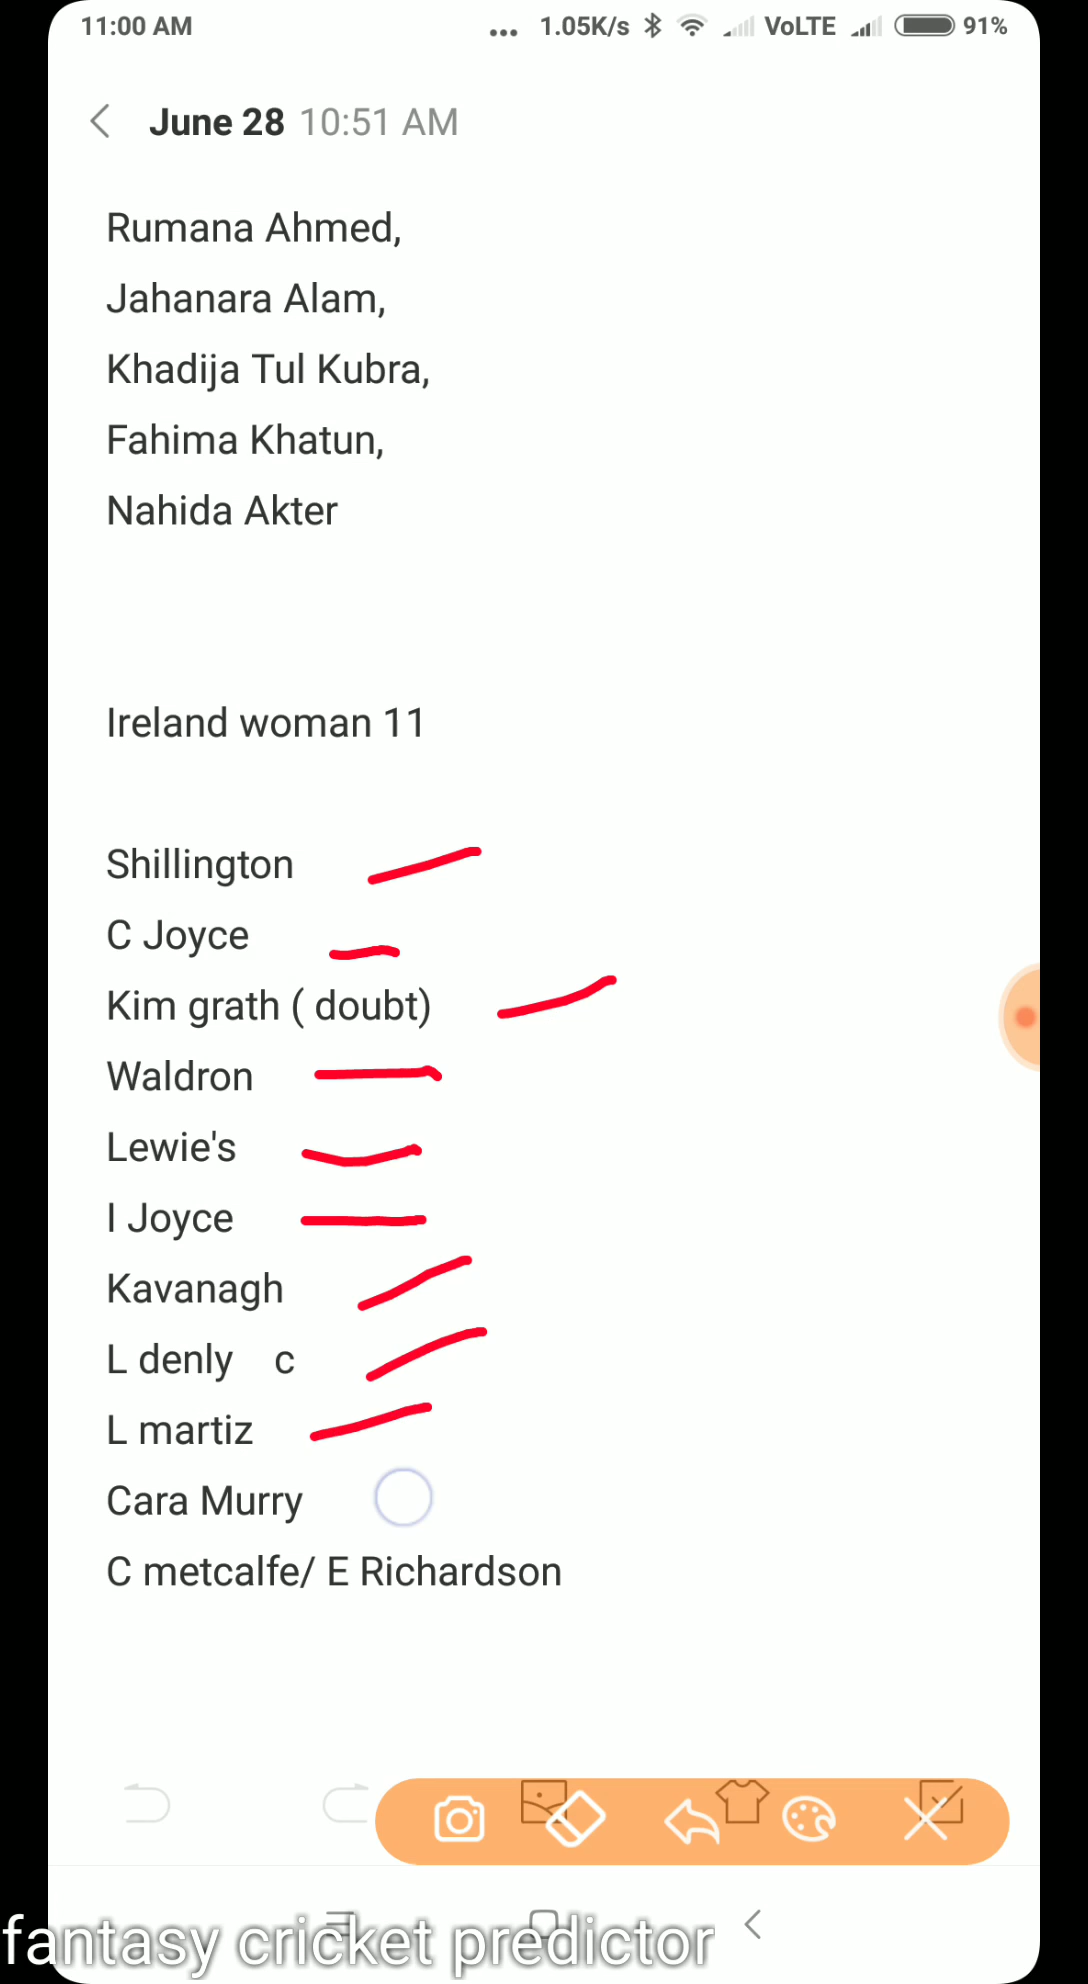 11:00 AM ... 1.05K/s VoLTE 91%
June 28 10:51 AM
Rumana Ahmed,
Jahanara Alam,
Khadija Tul Kubra,
Fahima Khatun,
Nahida Akter
Ireland woman 11
Shillington
C Joyce
Kim grath ( doubt)
Waldron
Lewie's
I Joyce
Kavanagh
L denly c
L martiz
Cara Murry
C metcalfe/ E Richardson
fantasy cricket predictor